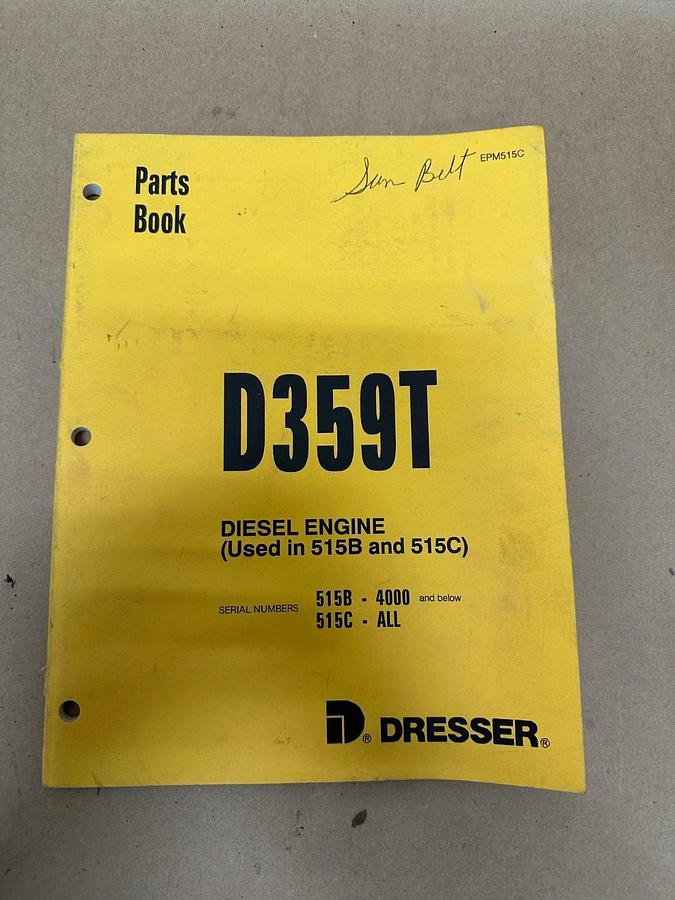 Sun Belt EPM515C
Parts
Book
D359T
DIESEL ENGINE
(Used in 515B and 515C)
SERIAL NUMBERS 515B - 4000 and below
515C - ALL
D® DRESSER®